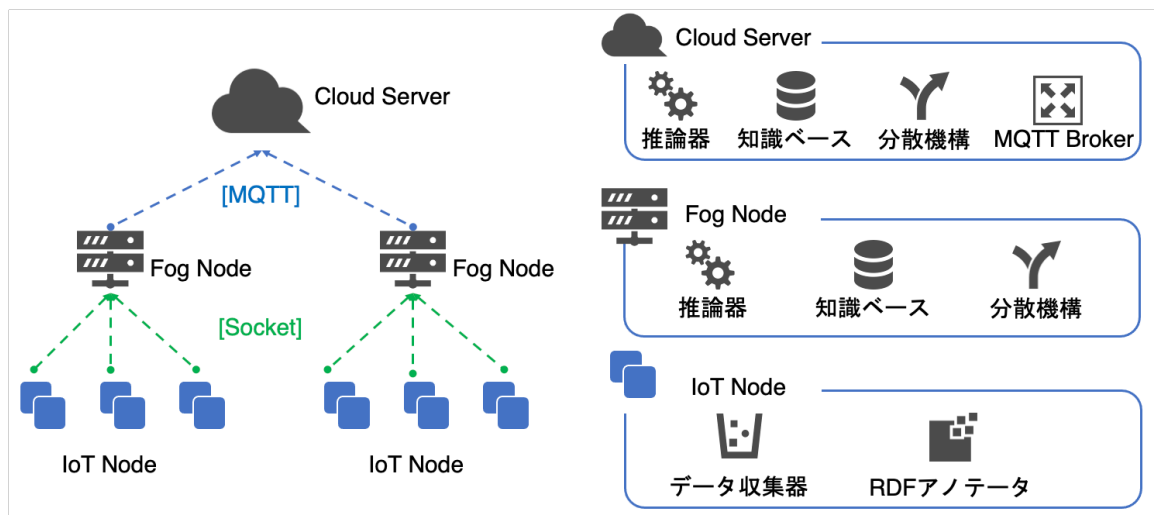 Cloud Server
[MQTT]
Fog Node
Fog Node
[Socket]
IoT Node
IoT Node
Cloud Server
推論器
知識ベース
分散機構
MQTT Broker
Fog Node
推論器
知識ベース
分散機構
IoT Node
データ収集器
RDFアノテータ